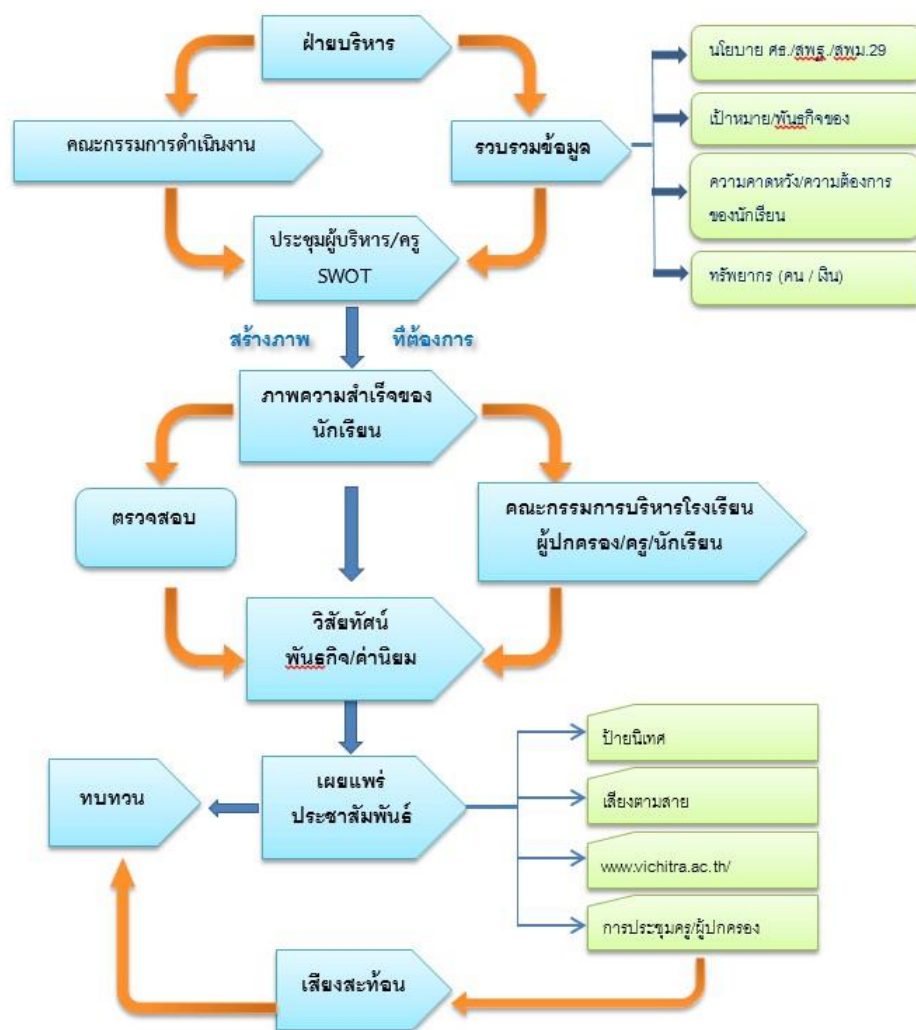 ฝ่ายบริหาร
นโยบาย ศธ./สพฐ./สพม.29
คณะกรรมการดำเนินงาน
รวบรวมข้อมูล
เป้าหมาย/พันธกิจของ
ความคาดหวัง/ความต้องการ
ของนักเรียน
ประชุมผู้บริหาร/ครู
SWOT
ทรัพยากร (คน / เงิน)
สร้างภาพ ที่ต้องการ
ภาพความสำเร็จของ
นักเรียน
ตรวจสอบ
คณะกรรมการบริหารโรงเรียน
ผู้ปกครอง/ครู/นักเรียน
วิสัยทัศน์
พันธกิจ/ค่านิยม
ป้ายนิเทศ
ทบทวน
เผยแพร่
ประชาสัมพันธ์
เสียงตามสาย
www.vichitra.ac.th/
การประชุมครู/ผู้ปกครอง
เสียงสะท้อน